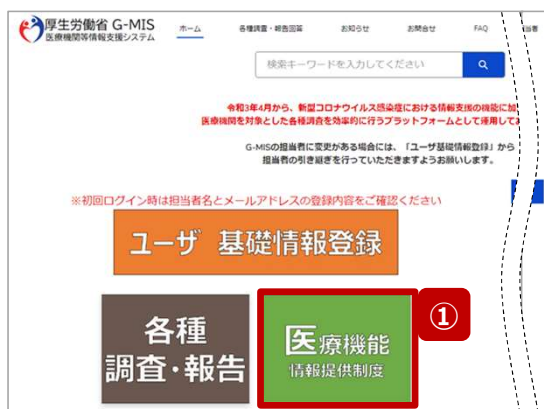 厚生労働省 G-MIS
医療機関等情報支援システム
ホーム 各種調査・報告回答 お知らせ お問合せ FAQ 当者
検索キーワードを入力してください
令和3年4月から、新型コロナウイルス感染症における情報支援の機能に加
医療機関を対象とした各種調査を効率的に行うプラットフォームとして運用してお
G-MISの担当者に変更がある場合には、「ユーザ基礎情報登録」から
担当者の引き継ぎを行っていただきますようお願いします。
※初回ログイン時は担当者名とメールアドレスの登録内容をご確認ください
ユーザ 基礎情報登録
各種
調査・報告
医療機能
情報提供制度
①